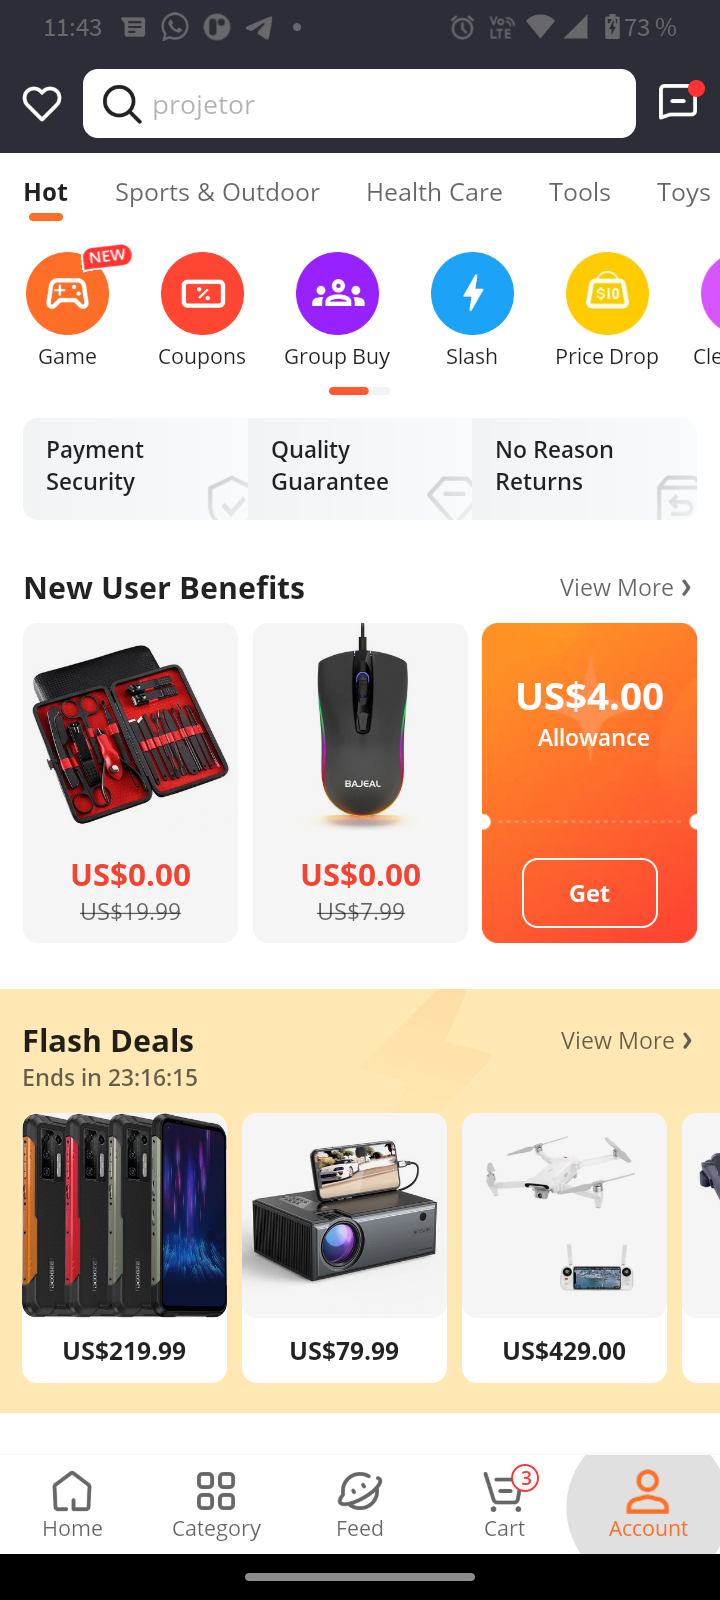 11:43
VoLTE
73 %
projetor
Hot
Sports & Outdoor
Health Care
Tools
Toys
NEW
$10
Game
Coupons
Group Buy
Slash
Price Drop
Cle
Payment
Security
Quality
Guarantee
No Reason
Returns
New User Benefits
View More
BAJEAL
US$0.00
US$19.99
US$0.00
US$7.99
US$4.00
Allowance
Get
Flash Deals
View More
Ends in 23:16:15
US$219.99
US$79.99
US$429.00
3
Home
Category
Feed
Cart
Account